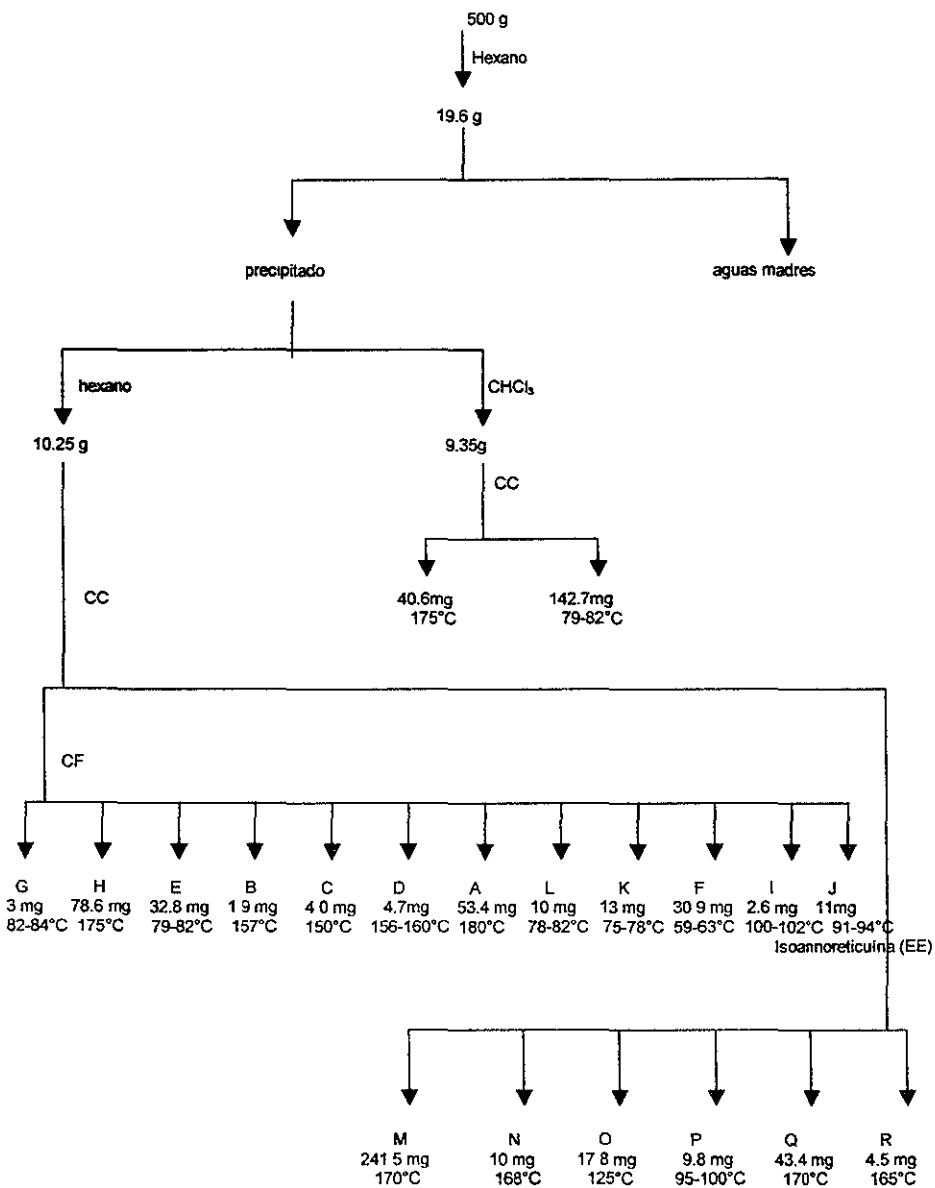 500 g
Hexano
19.6 g
precipitado
aguas madres
hexano
CHCl₃
10.25 g
9.35g
CC
40.6mg
175°C
142.7mg
79-82°C
CC
CF
G H E B C D A L K F I J
3 mg 78.6 mg 32.8 mg 1 9 mg 4 0 mg 4.7mg 53.4 mg 10 mg 13 mg 30 9 mg 2.6 mg 11mg
82-84°C 175°C 79-82°C 157°C 150°C 156-160°C 180°C 78-82°C 75-78°C 59-63°C 100-102°C 91-94°C
Isoannoreticuína (EE)
M N O P Q R
241 5 mg 10 mg 17 8 mg 9.8 mg 43.4 mg 4.5 mg
170°C 168°C 125°C 95-100°C 170°C 165°C